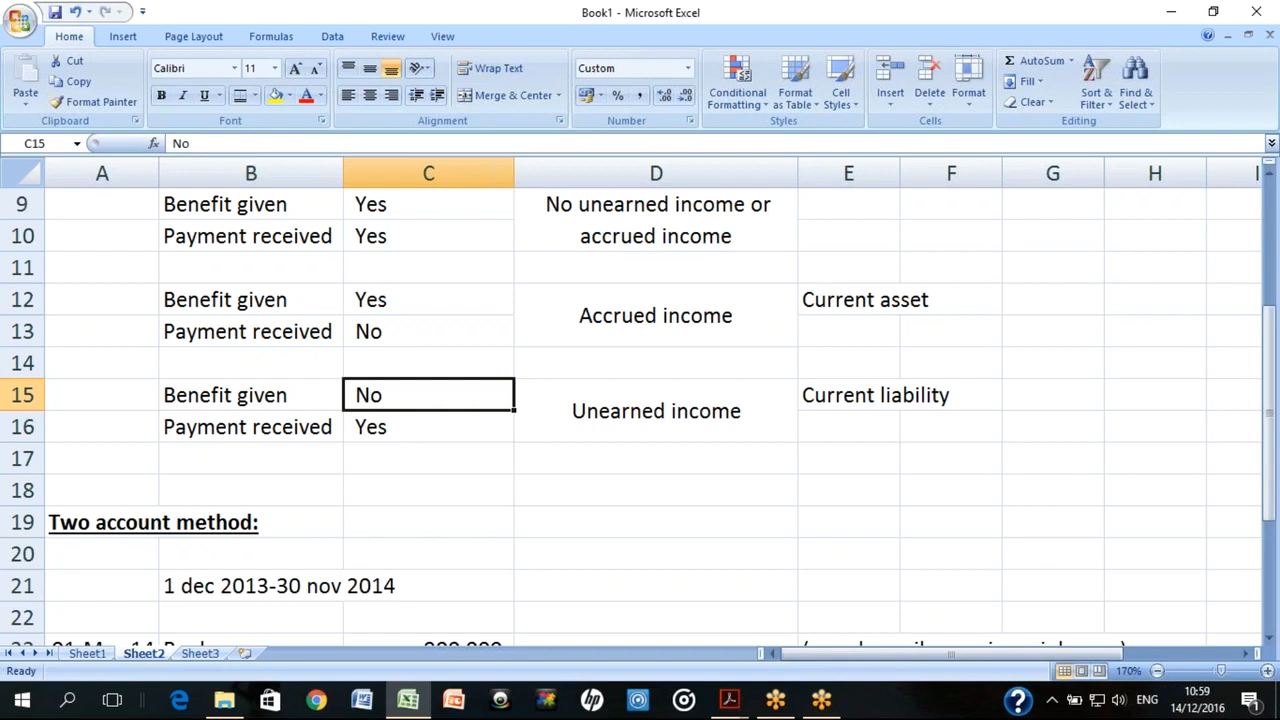 Book1 - Microsoft Excel
Home Insert Page Layout Formulas Data Review View
Paste
Cut
Copy
Format Painter
Clipboard
Calibri 11
B I U
Font
Wrap Text
Merge & Center
Alignment
Custom
Number
Conditional Formatting
Format as Table
Cell Styles
Styles
Insert Delete Format
Cells
AutoSum
Fill
Clear
Sort & Filter
Find & Select
Editing
C15 fx No
A B C D E F G H I
9 Benefit given Yes No unearned income or
10 Payment received Yes accrued income
11
12 Benefit given Yes Current asset
Accrued income
13 Payment received No
14
15 Benefit given No Current liability
Unearned income
16 Payment received Yes
17
18
19 Two account method:
20
21 1 dec 2013-30 nov 2014
22
Sheet1 Sheet2 Sheet3
Ready 170%
ENG 10:59
14/12/2016